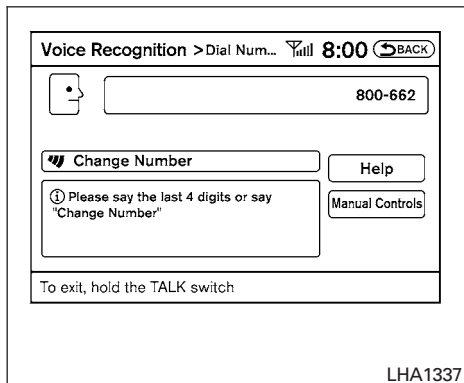 Voice Recognition > Dial Num... 8:00 BACK
800-662
Change Number
Help
i Please say the last 4 digits or say
"Change Number"
Manual Controls
To exit, hold the TALK switch
LHA1337